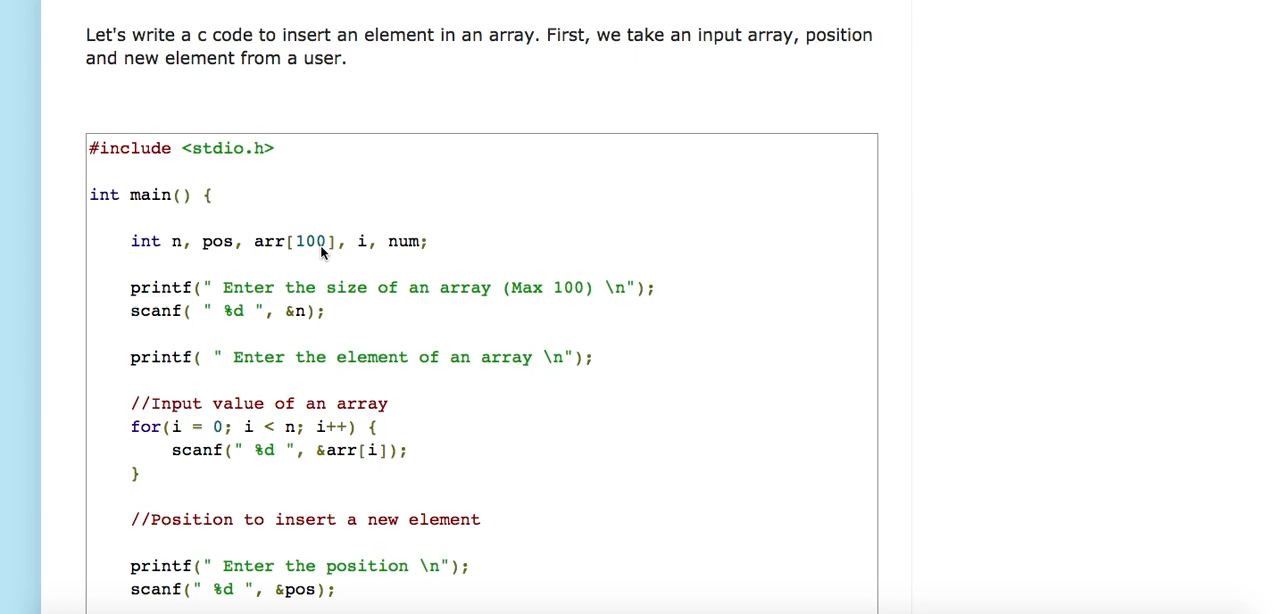 Let's write a c code to insert an element in an array. First, we take an input array, position
and new element from a user.
#include <stdio.h>
int main() {
int n, pos, arr[100], i, num;
printf(" Enter the size of an array (Max 100) \n");
scanf( " %d ", &n);
printf( " Enter the element of an array \n");
//Input value of an array
for(i = 0; i < n; i++) {
scanf(" %d ", &arr[i]);
}
//Position to insert a new element
printf(" Enter the position \n");
scanf(" %d ", &pos);